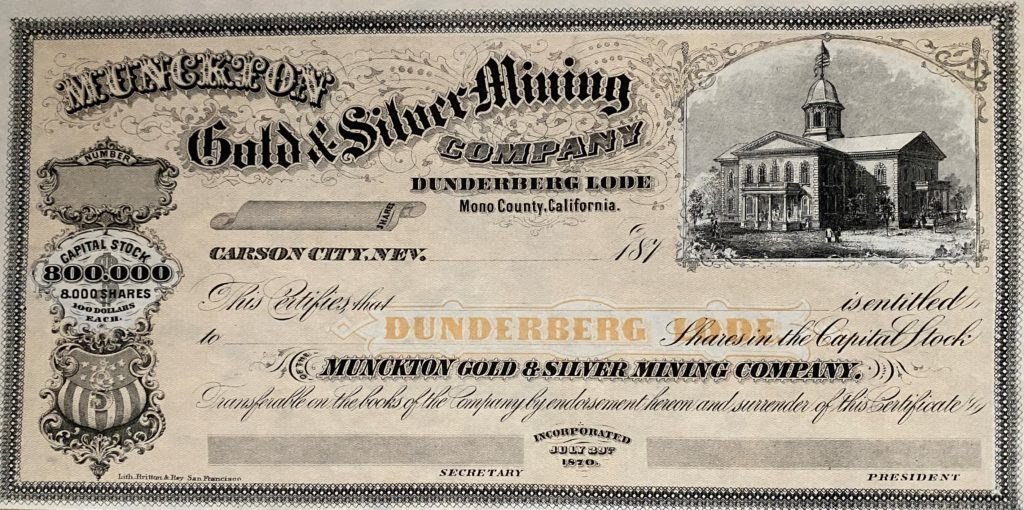 MUNCKTON
Gold & Silver Mining
COMPANY
DUNDERBERG LODE
Mono County, California.
NUMBER
SHARES
CARSON CITY, NEV. 187
CAPITAL STOCK
800.000
8.000 SHARES
100 DOLLARS
EACH.
This Certifies that is entitled
DUNDERBERG LODE
to Shares in the Capital Stock
OF THE MUNCKTON GOLD & SILVER MINING COMPANY.
Transferable on the books of the Company by endorsement hereon and surrender of this Certificate
INCORPORATED
JULY 29th
1870.
SECRETARY
PRESIDENT
Lith. Britton & Rey San Francisco